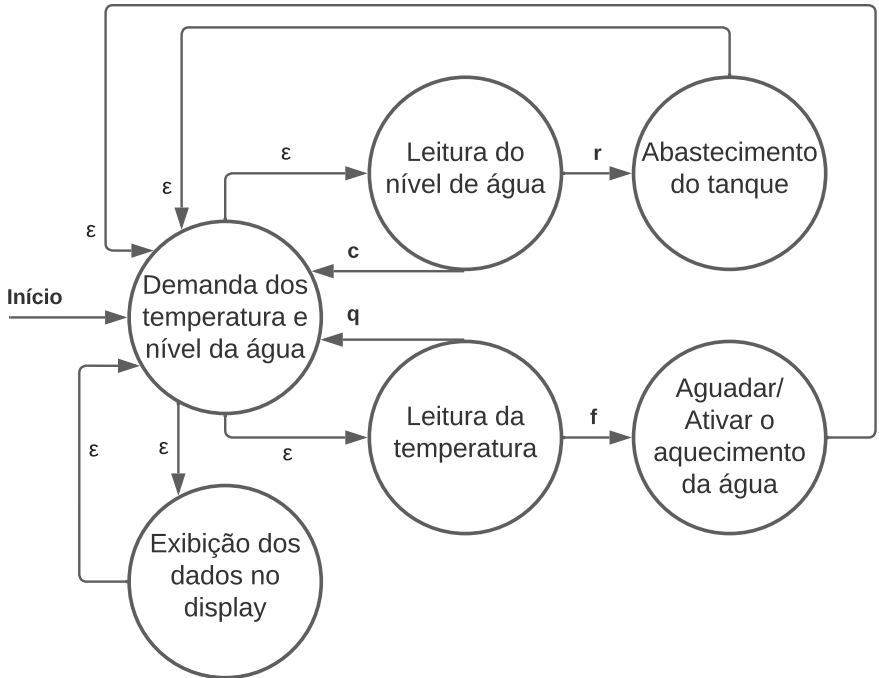 ε
Leitura do
nível de água
r
Abastecimento
do tanque
ε
ε
c
Início
Demanda dos
temperatura e
nível da água
q
Leitura da
temperatura
f
Aguadar/
Ativar o
aquecimento
da água
ε
ε
ε
Exibição dos
dados no
display